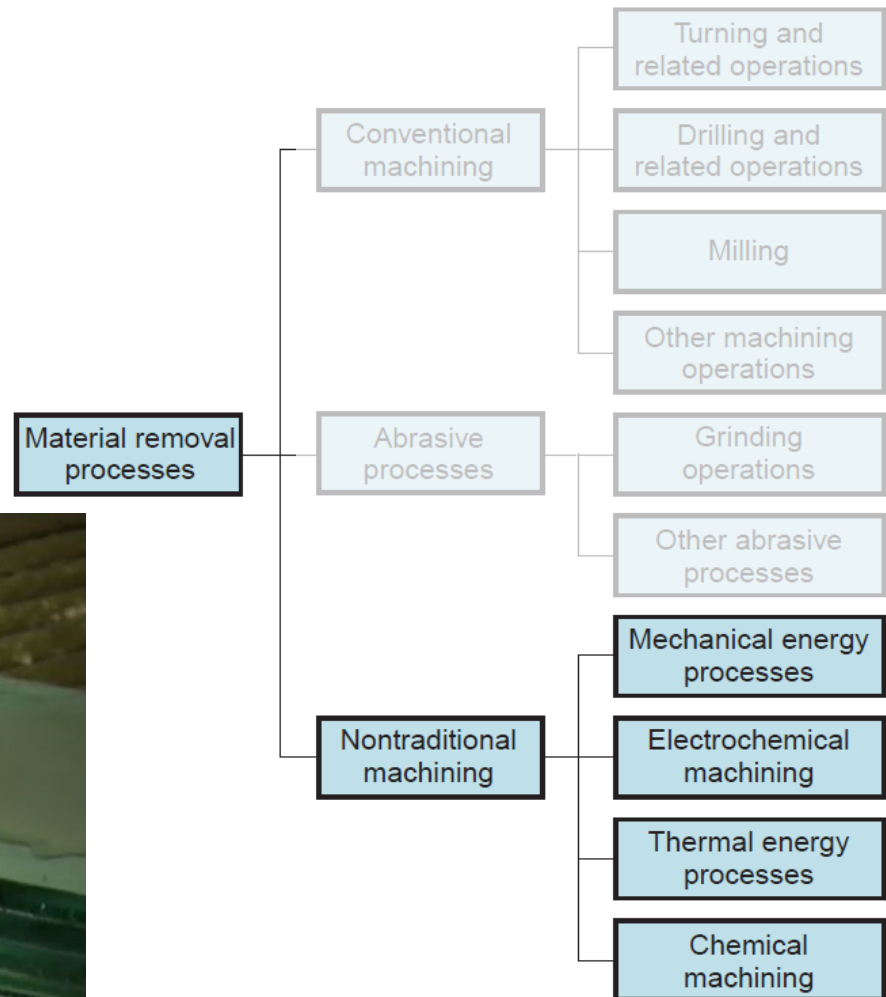 Turning and
related operations
Conventional
machining
Drilling and
related operations
Milling
Other machining
operations
Material removal
processes
Abrasive
processes
Grinding
operations
Other abrasive
processes
Mechanical energy
processes
Nontraditional
machining
Electrochemical
machining
Thermal energy
processes
Chemical
machining